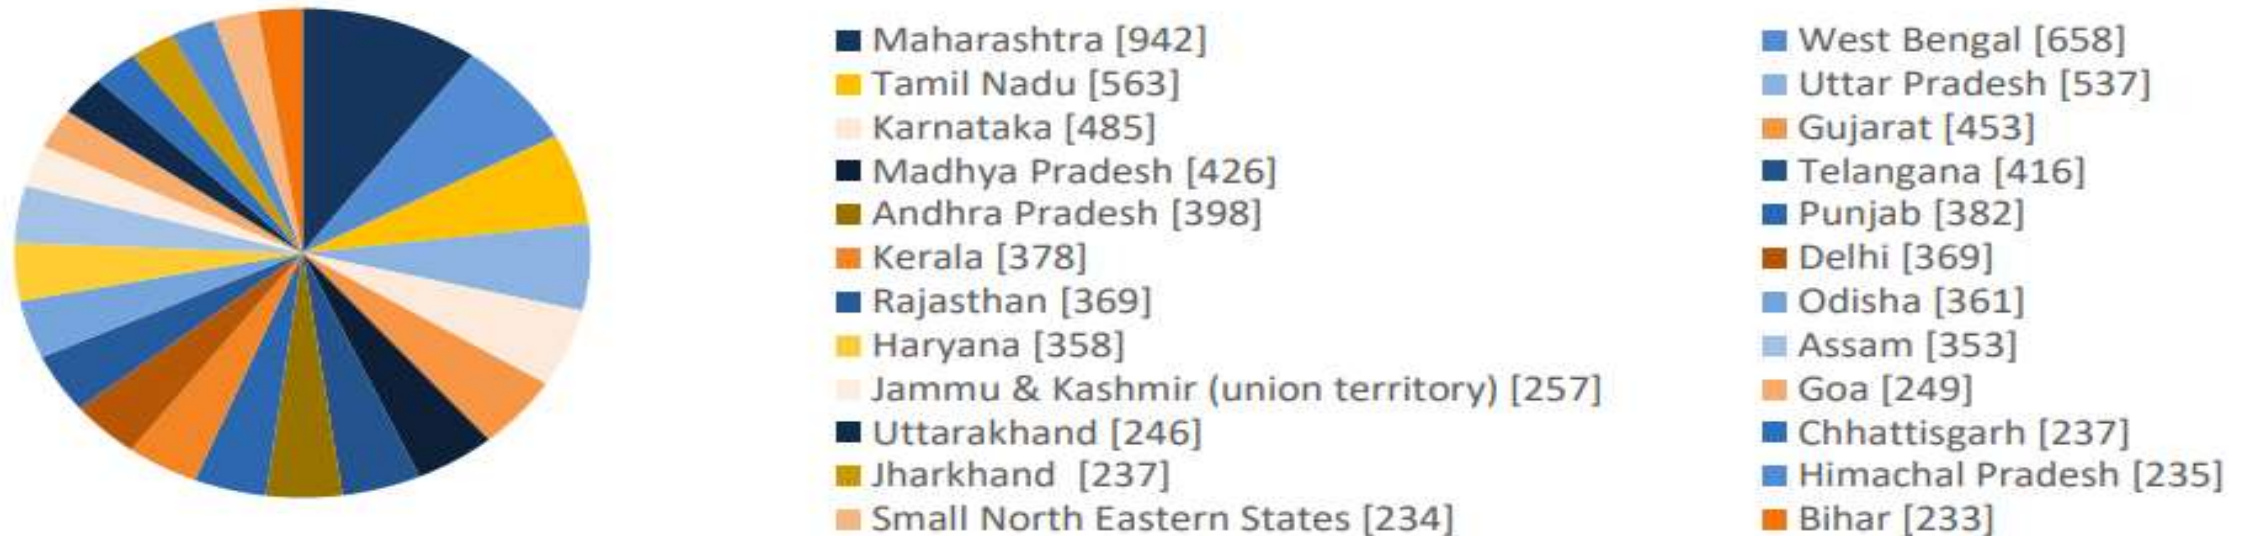 Maharashtra [942]
West Bengal [658]
Tamil Nadu [563]
Uttar Pradesh [537]
Karnataka [485]
Gujarat [453]
Madhya Pradesh [426]
Telangana [416]
Andhra Pradesh [398]
Punjab [382]
Kerala [378]
Delhi [369]
Rajasthan [369]
Odisha [361]
Haryana [358]
Assam [353]
Jammu & Kashmir (union territory) [257]
Goa [249]
Uttarakhand [246]
Chhattisgarh [237]
Jharkhand [237]
Himachal Pradesh [235]
Small North Eastern States [234]
Bihar [233]